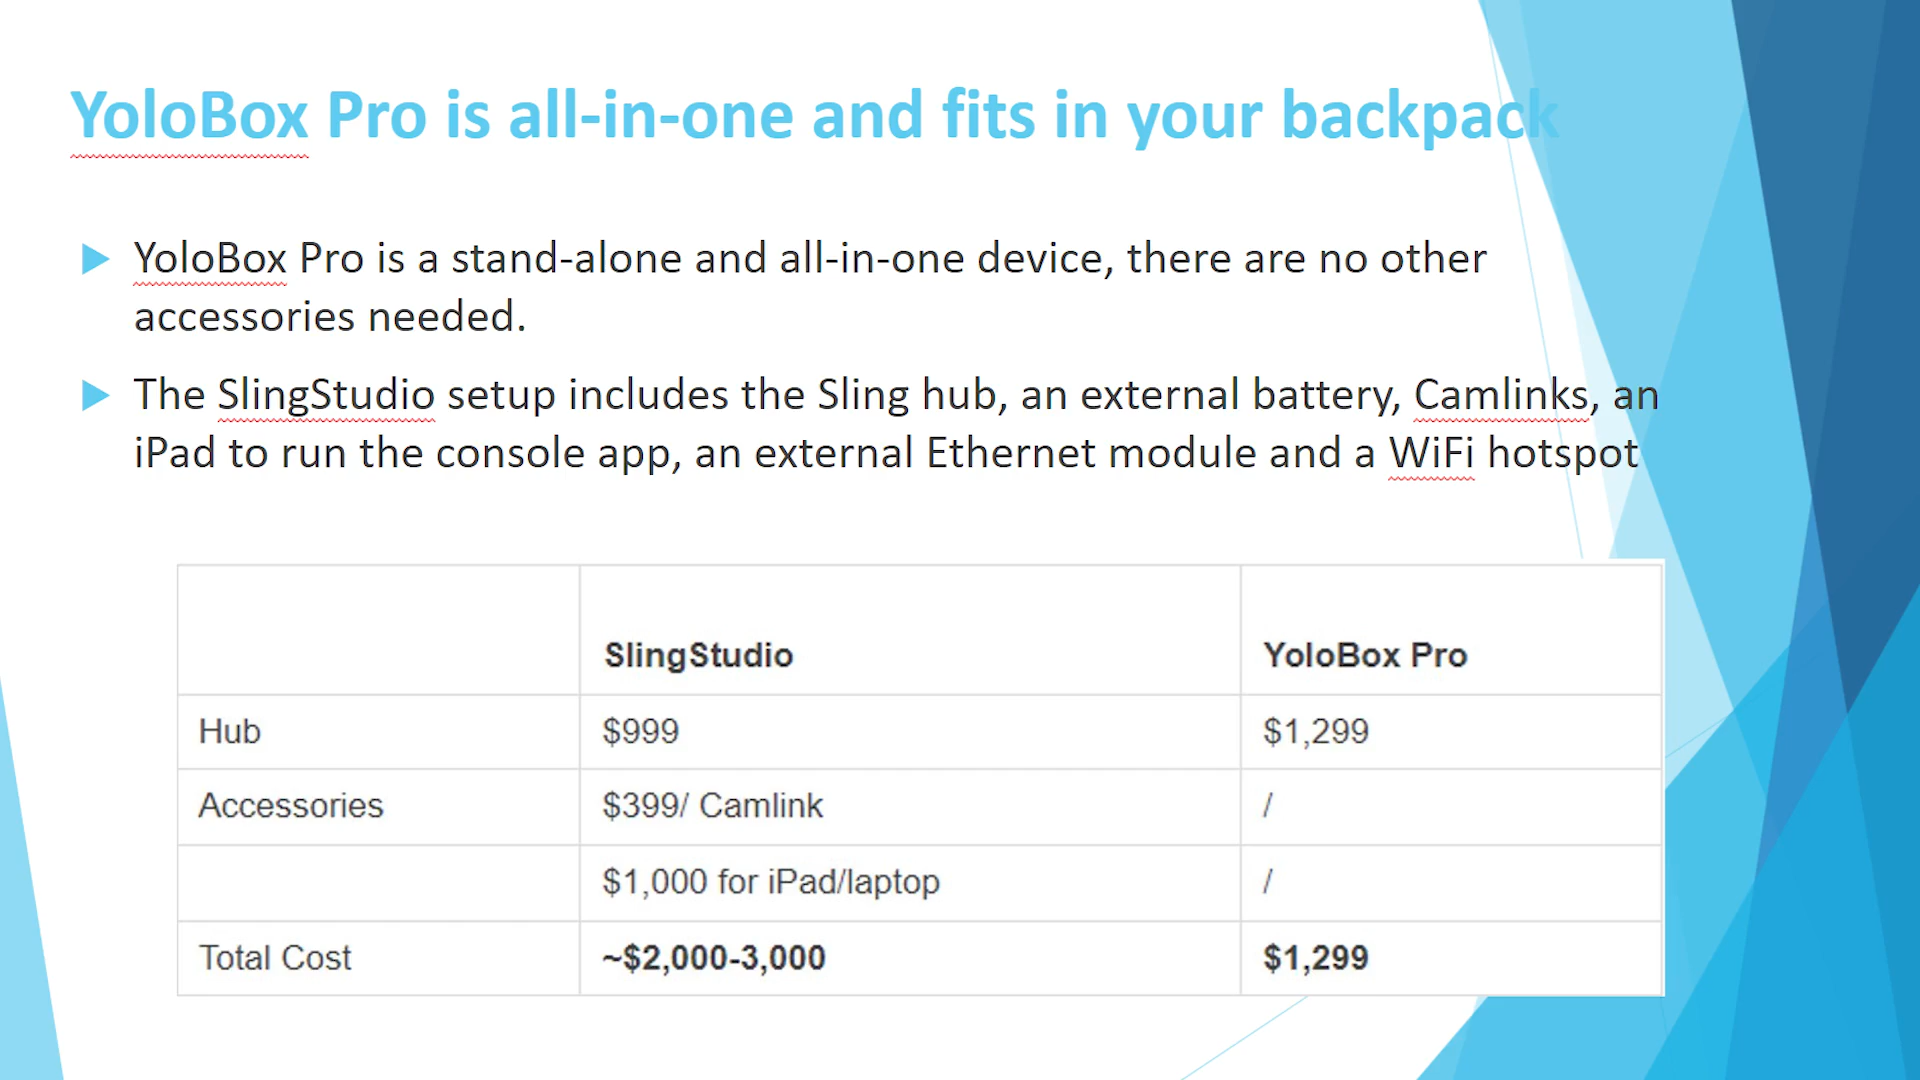 YoloBox Pro is all-in-one and fits in your backpack
YoloBox Pro is a stand-alone and all-in-one device, there are no other
accessories needed.
The SlingStudio setup includes the Sling hub, an external battery, Camlinks, an
iPad to run the console app, an external Ethernet module and a WiFi hotspot
SlingStudio YoloBox Pro
Hub $999 $1,299
Accessories $399/ Camlink /
$1,000 for iPad/laptop /
Total Cost ~$2,000-3,000 $1,299